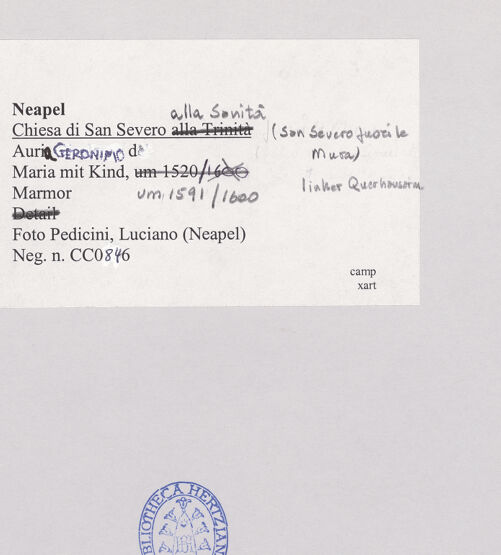 Neapel
alla Sanità
Chiesa di San Severo alla Trinità (San Severo fuori le
Mura)
Auria GERONIMO d'
Maria mit Kind, um 1520/1600 linker Querhausarm
Marmor um 1591/1600
Detail
Foto Pedicini, Luciano (Neapel)
Neg. n. CC0846
camp
xart
BIBLIOTHECA HERTZIAN